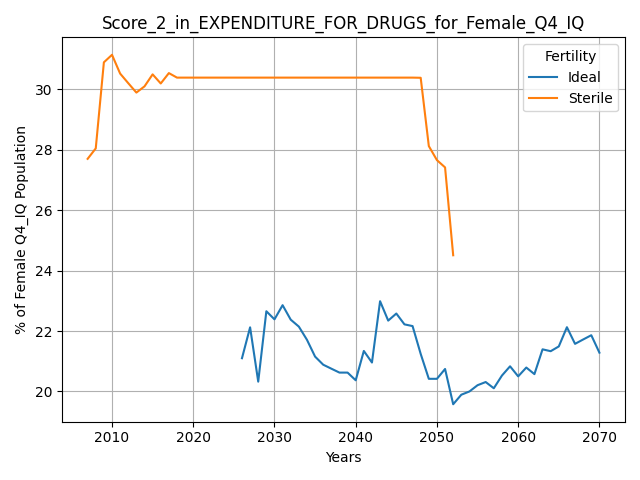 Score_2_in_EXPENDITURE_FOR_DRUGS_for_Female_Q4_IQ
Fertility
Ideal
Sterile
% of Female Q4_IQ Population
30
28
26
24
22
20
2010 2020 2030 2040 2050 2060 2070
Years